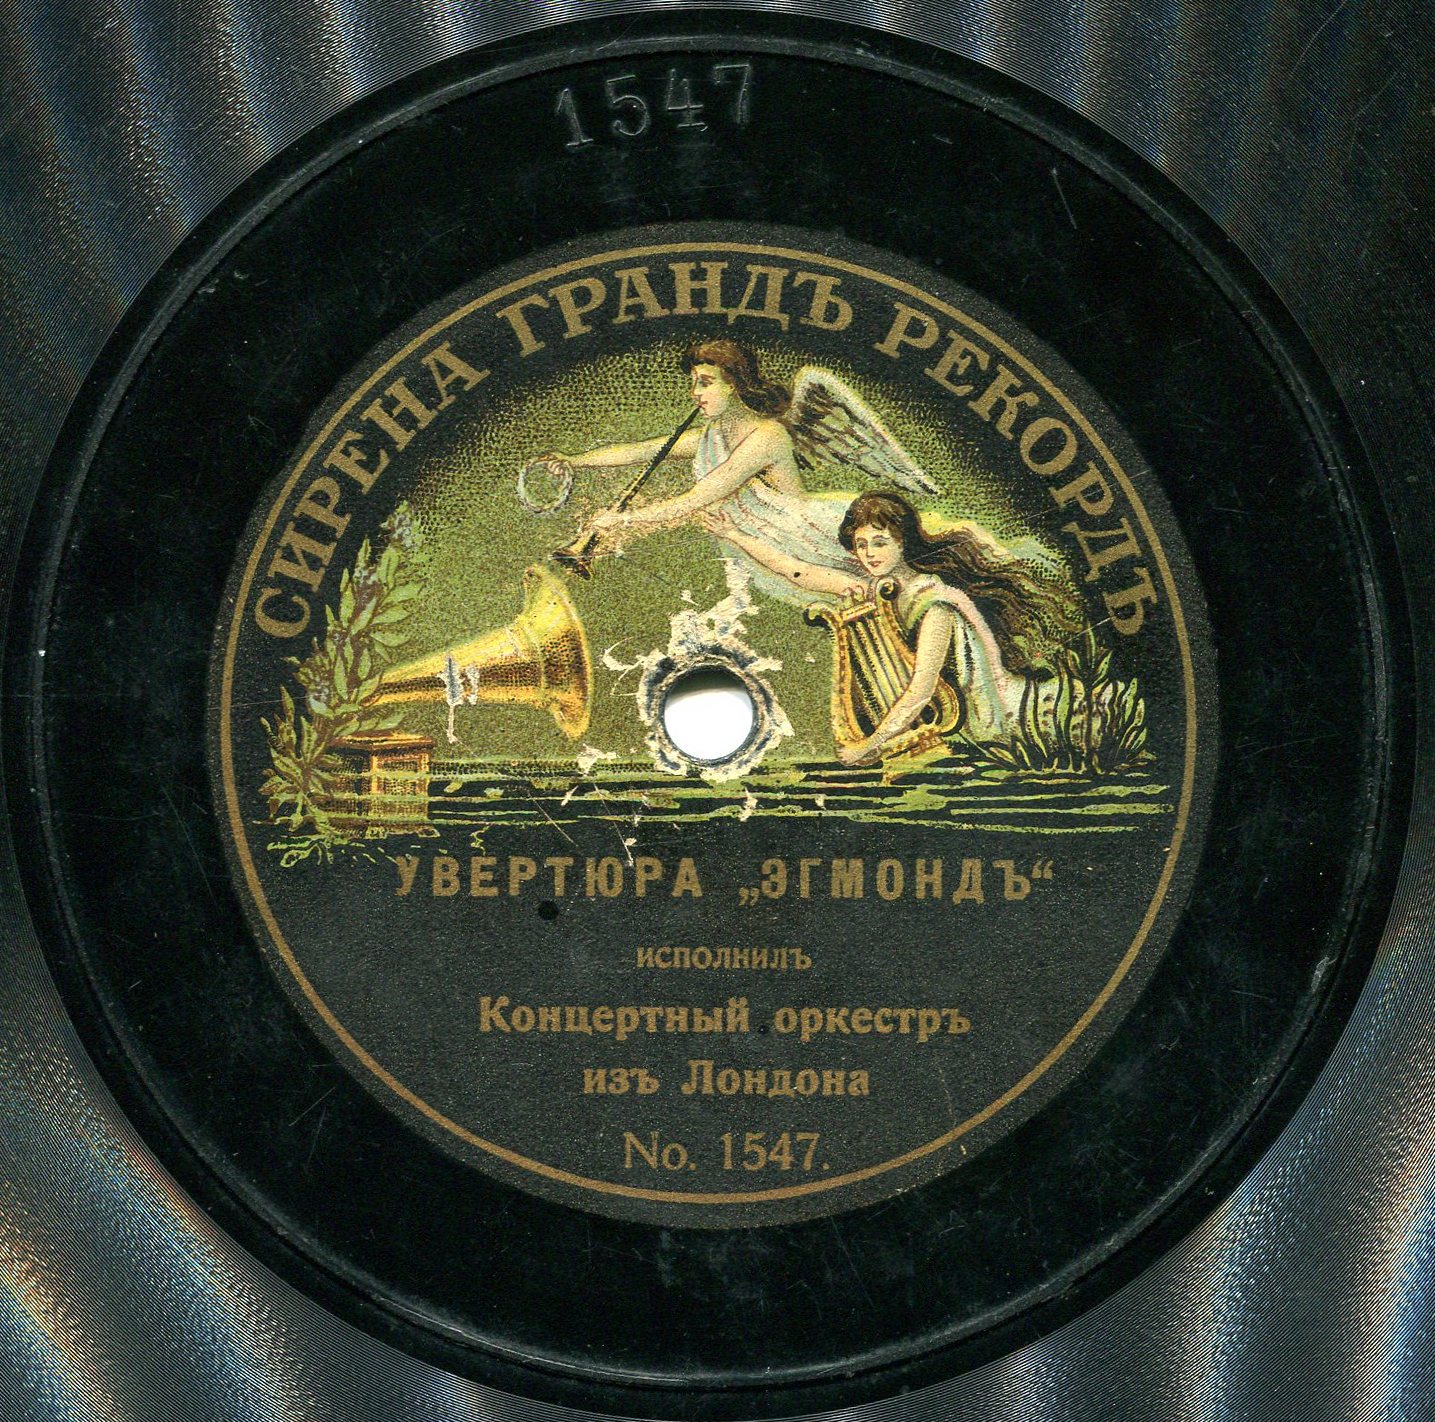 1547
СИРЕНА ГРАНДЪ РЕКОРДЪ
УВЕРТЮРА „ЭГМОНДЪ“
исполнилъ
Концертный оркестръ
изъ Лондона
No. 1547.